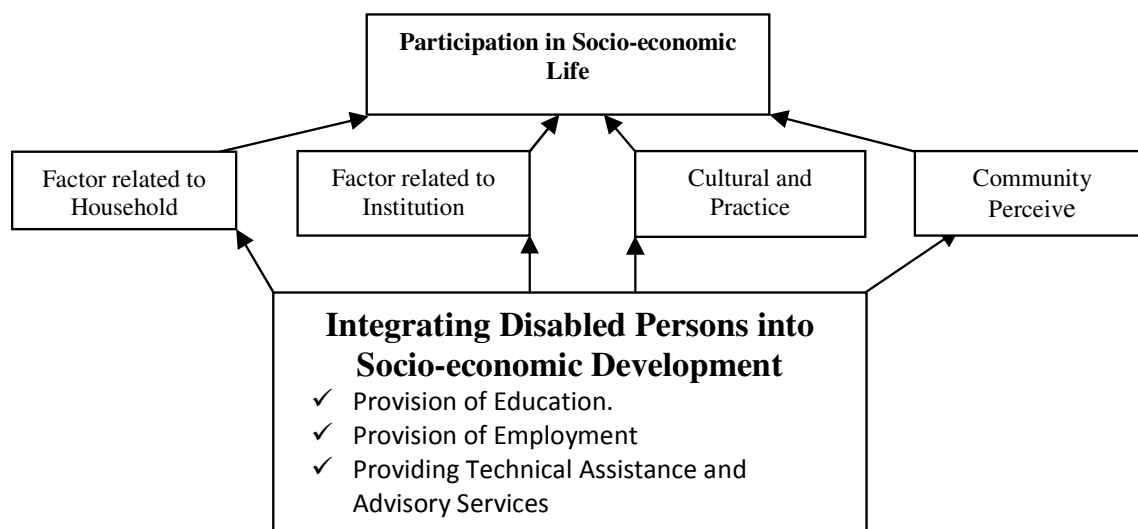 Participation in Socio-economic
Life
Factor related to
Household
Factor related to
Institution
Cultural and
Practice
Community
Perceive
Integrating Disabled Persons into
Socio-economic Development
✓ Provision of Education.
✓ Provision of Employment
✓ Providing Technical Assistance and
Advisory Services